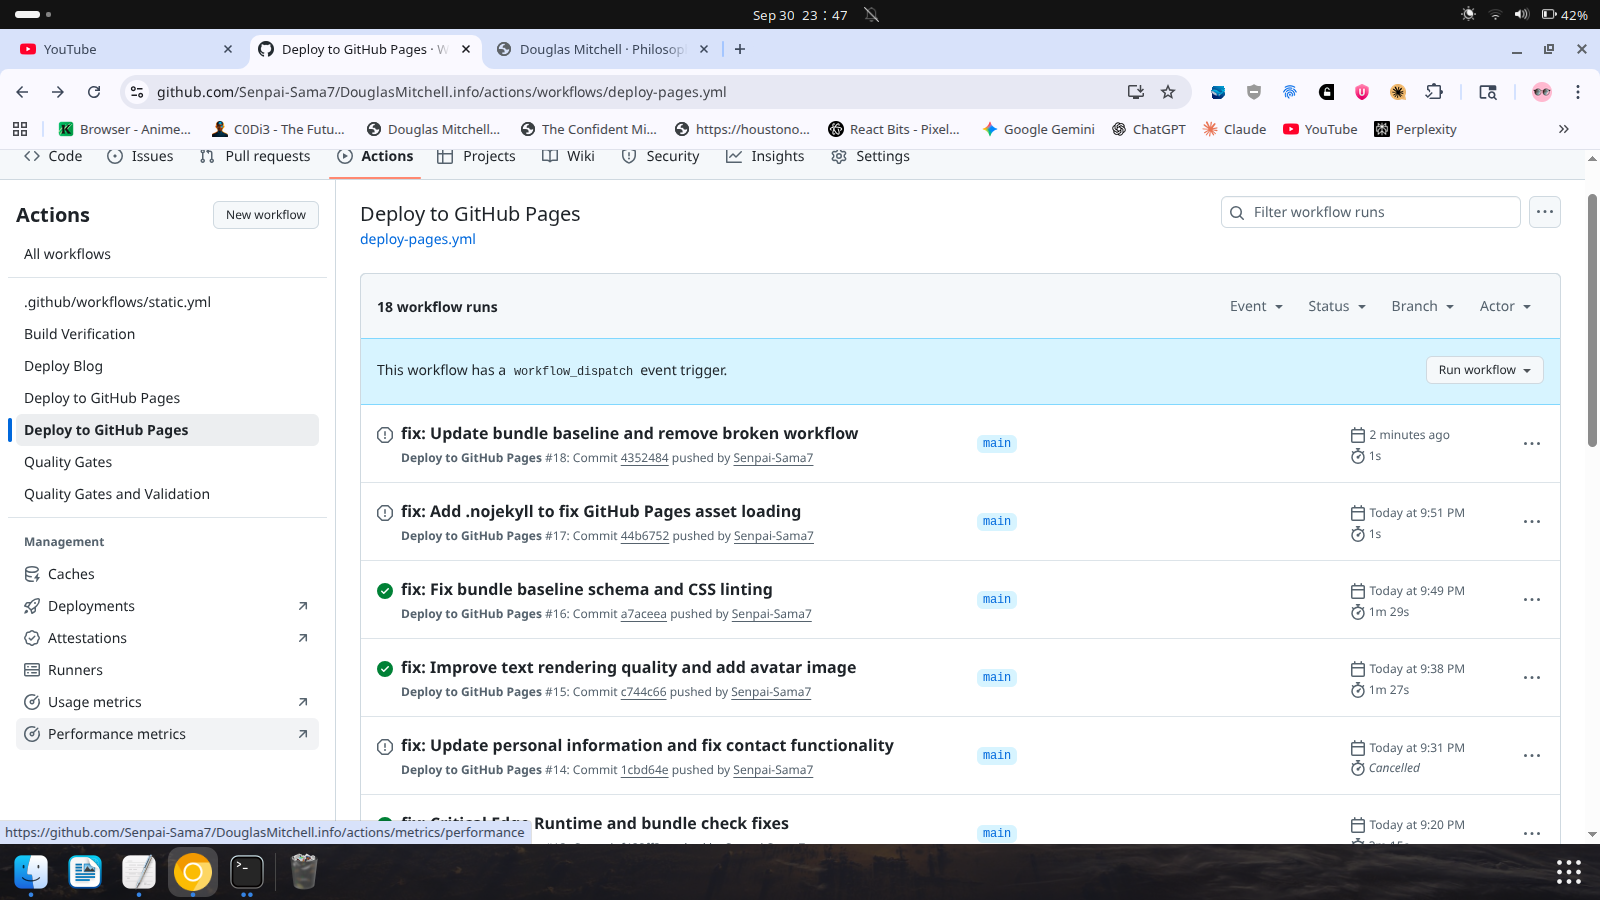 Sep 30 23:47
42%
YouTube
Deploy to GitHub Pages · W
Douglas Mitchell · Philosop
github.com/Senpai-Sama7/DouglasMitchell.info/actions/workflows/deploy-pages.yml
Browser - Anime...
C0Di3 - The Futu...
Douglas Mitchell...
The Confident Mi...
https://houstono...
React Bits - Pixel...
Google Gemini
ChatGPT
Claude
YouTube
Perplexity
Code
Issues
Pull requests
Actions
Projects
Wiki
Security
Insights
Settings
Actions
New workflow
All workflows
.github/workflows/static.yml
Build Verification
Deploy Blog
Deploy to GitHub Pages
Deploy to GitHub Pages
Quality Gates
Quality Gates and Validation
Management
Caches
Deployments
Attestations
Runners
Usage metrics
Performance metrics
Deploy to GitHub Pages
deploy-pages.yml
Filter workflow runs
18 workflow runs
Event
Status
Branch
Actor
This workflow has a workflow_dispatch event trigger.
Run workflow
fix: Update bundle baseline and remove broken workflow
Deploy to GitHub Pages #18: Commit 4352484 pushed by Senpai-Sama7
main
2 minutes ago
1s
fix: Add .nojekyll to fix GitHub Pages asset loading
Deploy to GitHub Pages #17: Commit 44b6752 pushed by Senpai-Sama7
main
Today at 9:51 PM
1s
fix: Fix bundle baseline schema and CSS linting
Deploy to GitHub Pages #16: Commit a7aceea pushed by Senpai-Sama7
main
Today at 9:49 PM
1m 29s
fix: Improve text rendering quality and add avatar image
Deploy to GitHub Pages #15: Commit c744c66 pushed by Senpai-Sama7
main
Today at 9:38 PM
1m 27s
fix: Update personal information and fix contact functionality
Deploy to GitHub Pages #14: Commit 1cbd64e pushed by Senpai-Sama7
main
Today at 9:31 PM
Cancelled
fix: Critical Edge Runtime and bundle check fixes
main
Today at 9:20 PM
https://github.com/Senpai-Sama7/DouglasMitchell.info/actions/metrics/performance